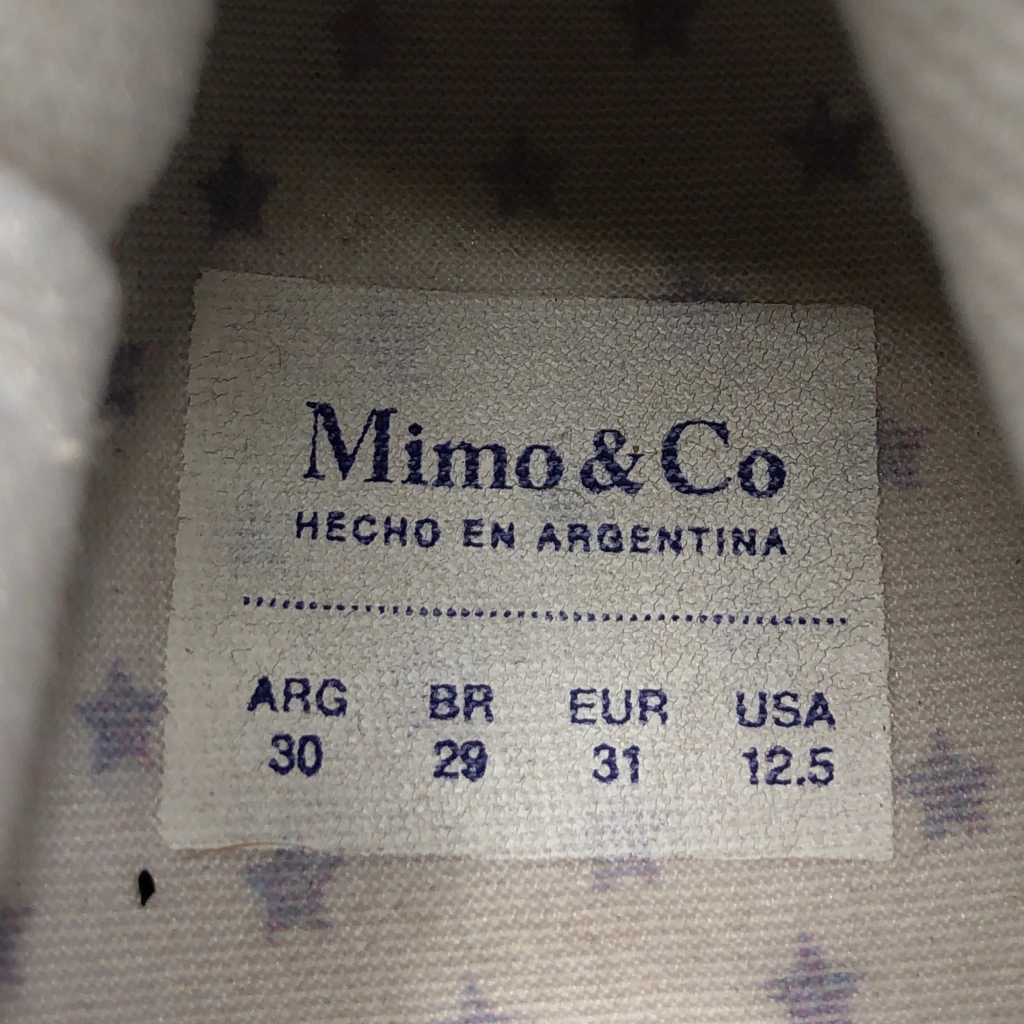 Mimo & Co
HECHO EN ARGENTINA
ARG BR EUR USA
30 29 31 12.5